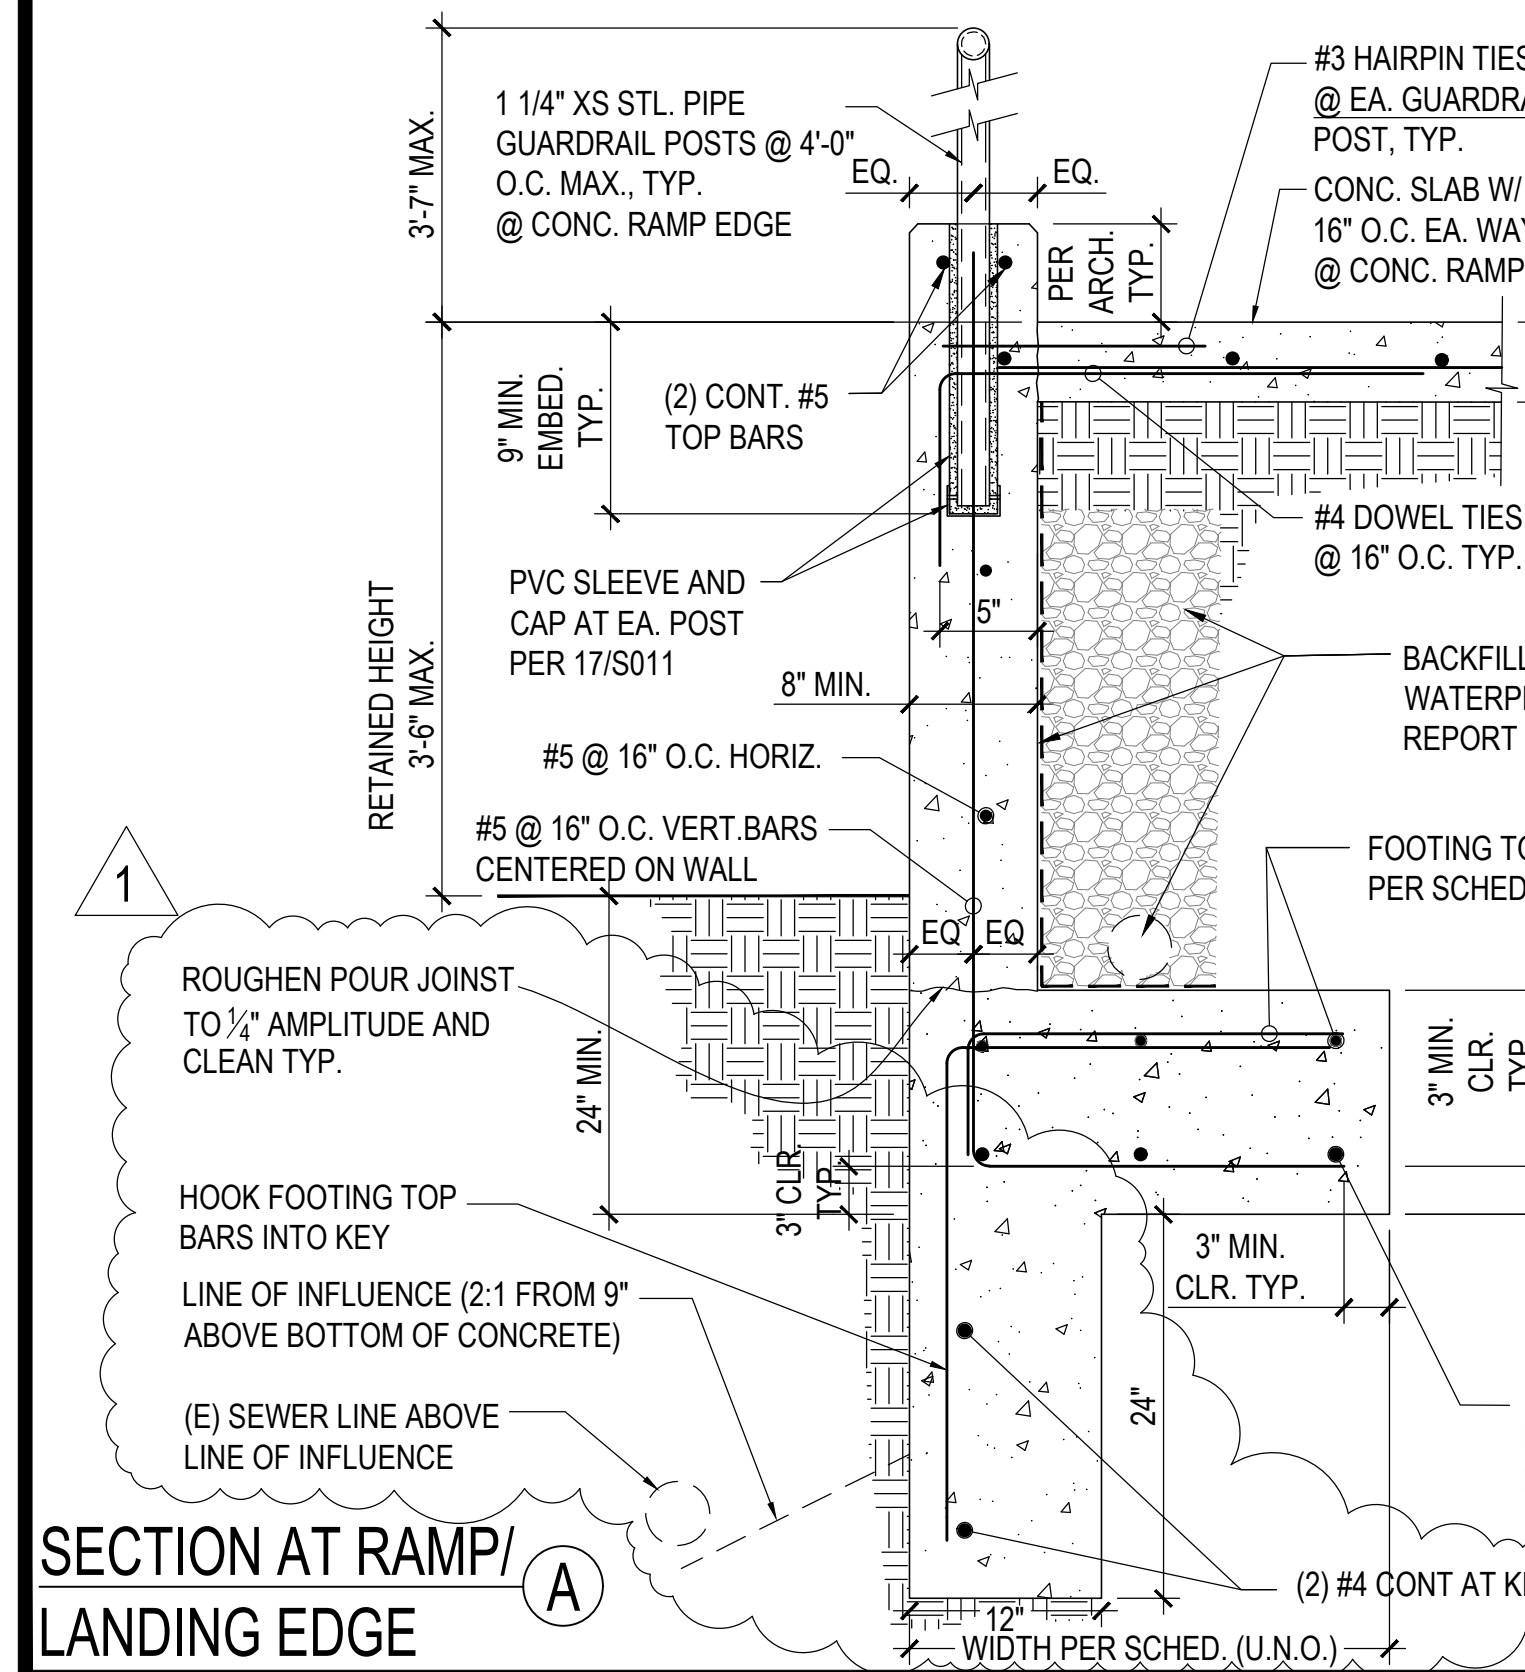 3'-7" MAX.
1 1/4" XS STL. PIPE
GUARDRAIL POSTS @ 4'-0"
O.C. MAX., TYP.
@ CONC. RAMP EDGE
EQ.
EQ.
#3 HAIRPIN TIES
@ EA. GUARDRA
POST, TYP.
CONC. SLAB W/
16" O.C. EA. WAY
@ CONC. RAMP
PER
ARCH.
TYP.
9" MIN.
EMBED.
TYP.
(2) CONT. #5
TOP BARS
#4 DOWEL TIES
@ 16" O.C. TYP.
PVC SLEEVE AND
CAP AT EA. POST
PER 17/S011
5"
RETAINED HEIGHT
3'-6" MAX.
8" MIN.
BACKFILL
WATERP
REPORT
#5 @ 16" O.C. HORIZ.
#5 @ 16" O.C. VERT.BARS
CENTERED ON WALL
FOOTING TO
PER SCHED
1
EQ
EQ
ROUGHEN POUR JOINST
TO 1/4" AMPLITUDE AND
CLEAN TYP.
24" MIN.
3" MIN.
CLR.
TYP
3" CLR.
TYP.
HOOK FOOTING TOP
BARS INTO KEY
3" MIN.
CLR. TYP.
LINE OF INFLUENCE (2:1 FROM 9"
ABOVE BOTTOM OF CONCRETE)
24"
(E) SEWER LINE ABOVE
LINE OF INFLUENCE
SECTION AT RAMP/
LANDING EDGE
A
(2) #4 CONT AT K
12"
WIDTH PER SCHED. (U.N.O.)